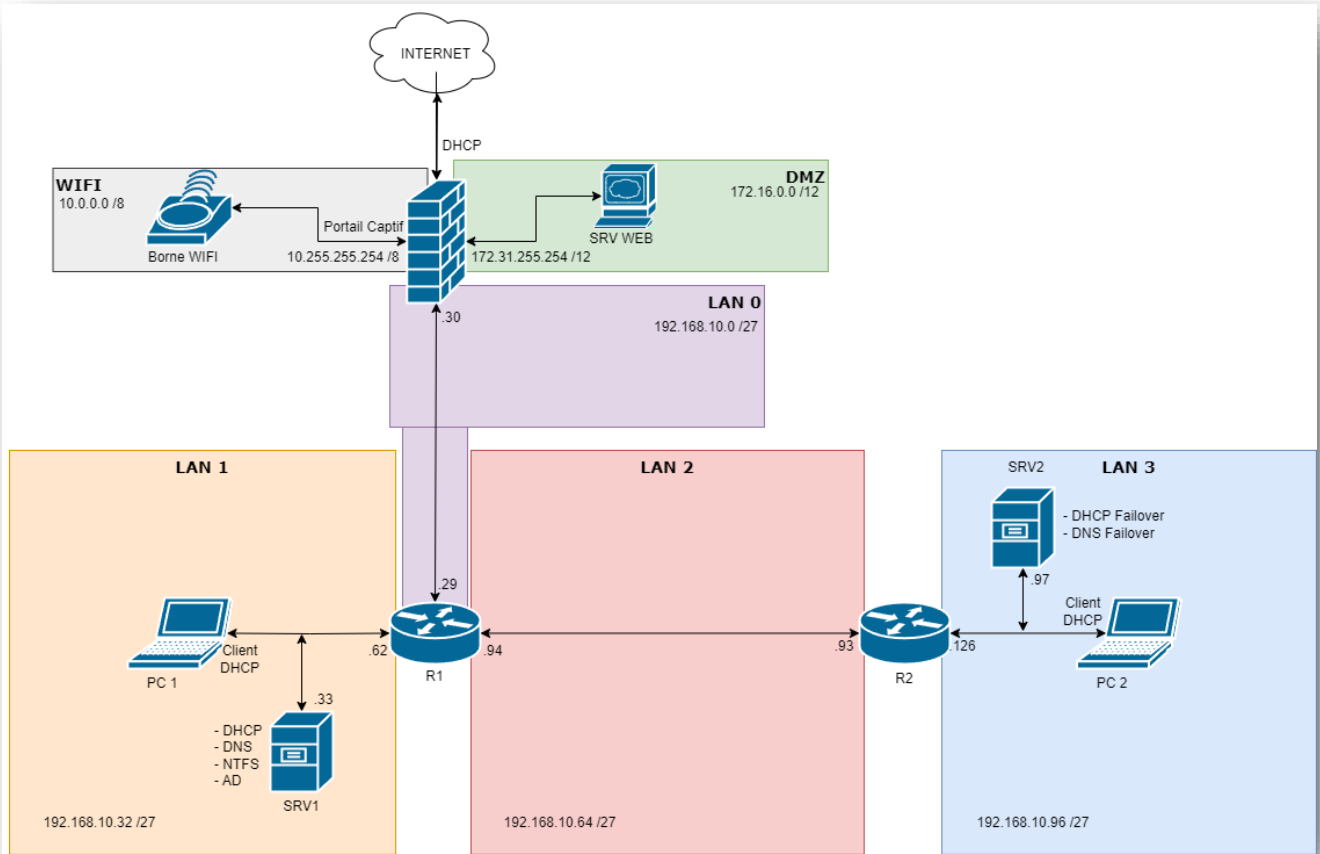 INTERNET
DHCP
WIFI
10.0.0.0 /8
Portail Captif
Borne WIFI
10.255.255.254 /8
DMZ
172.16.0.0 /12
SRV WEB
172.31.255.254 /12
LAN 0
.30
192.168.10.0 /27
LAN 1
.29
Client
DHCP
.62
PC 1
.33
- DHCP
- DNS
- NTFS
- AD
SRV1
192.168.10.32 /27
R1
LAN 2
.94
.93
192.168.10.64 /27
R2
LAN 3
SRV2
- DHCP Failover
- DNS Failover
.97
Client
DHCP
.126
PC 2
192.168.10.96 /27